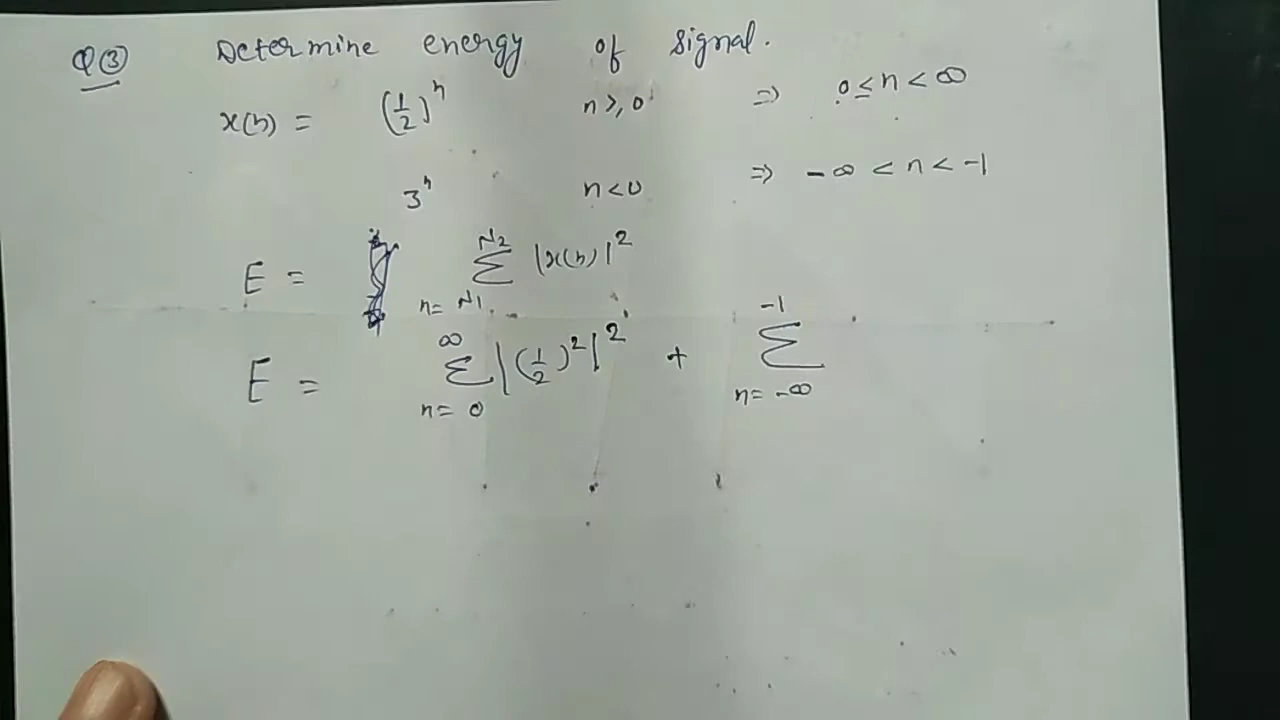 Q③ Determine energy of signal.
x(n) = (1/2)^n n≥0 ⇒ 0≤n<∞
3^n n<0 ⇒ -∞<n<-1
E = Σ_{n=N1}^{N2} |x(n)|^2
E = Σ_{n=0}^{∞} |(1/2)^2|^2 + Σ_{n=-∞}^{-1}